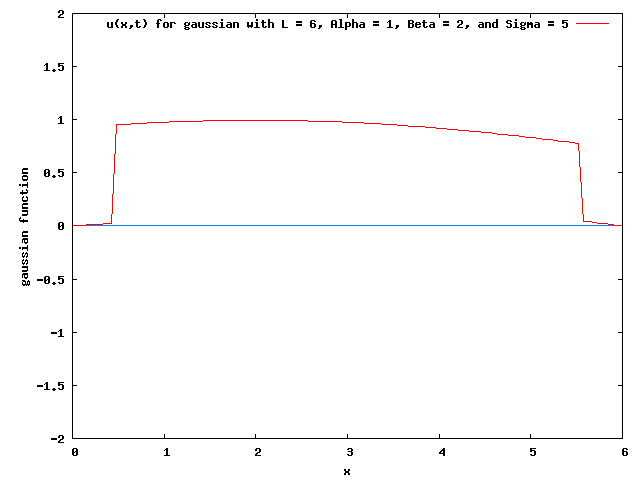 u(x,t) for gaussian with L = 6, Alpha = 1, Beta = 2, and Sigma = 5
2
1.5
1
0.5
0
-0.5
-1
-1.5
-2
gaussian function
0 1 2 3 4 5 6
x